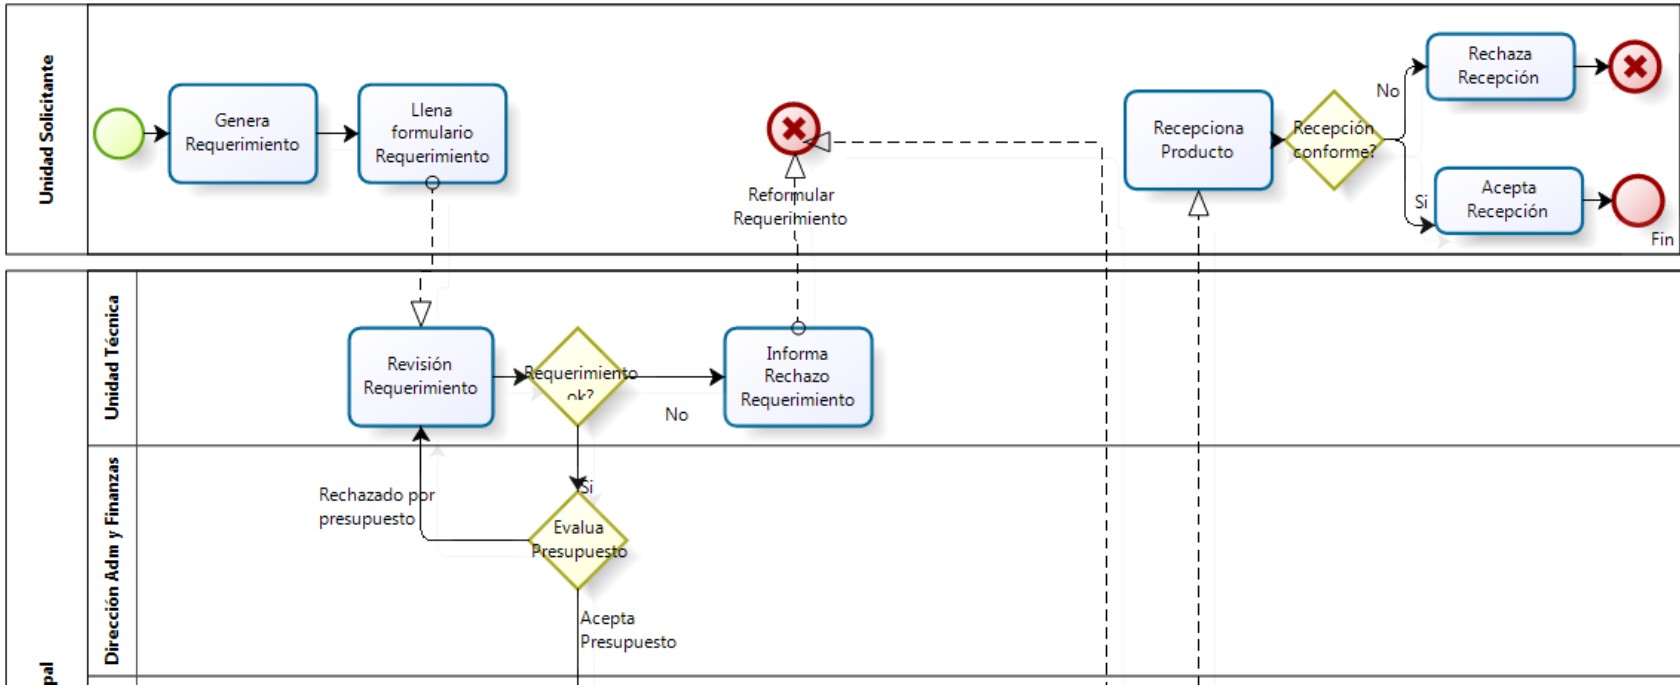 Unidad Solicitante
Genera
Requerimiento
Llena
formulario
Requerimiento
Reformular
Requerimiento
Recepciona
Producto
Recepción
conforme?
No
Rechaza
Recepción
Si
Acepta
Recepción
Fin
Unidad Técnica
Revisión
Requerimiento
Requerimiento
ok?
No
Informa
Rechazo
Requerimiento
Si
Dirección Adm y Finanzas
Rechazado por
presupuesto
Evalua
Presupuesto
Acepta
Presupuesto
pal